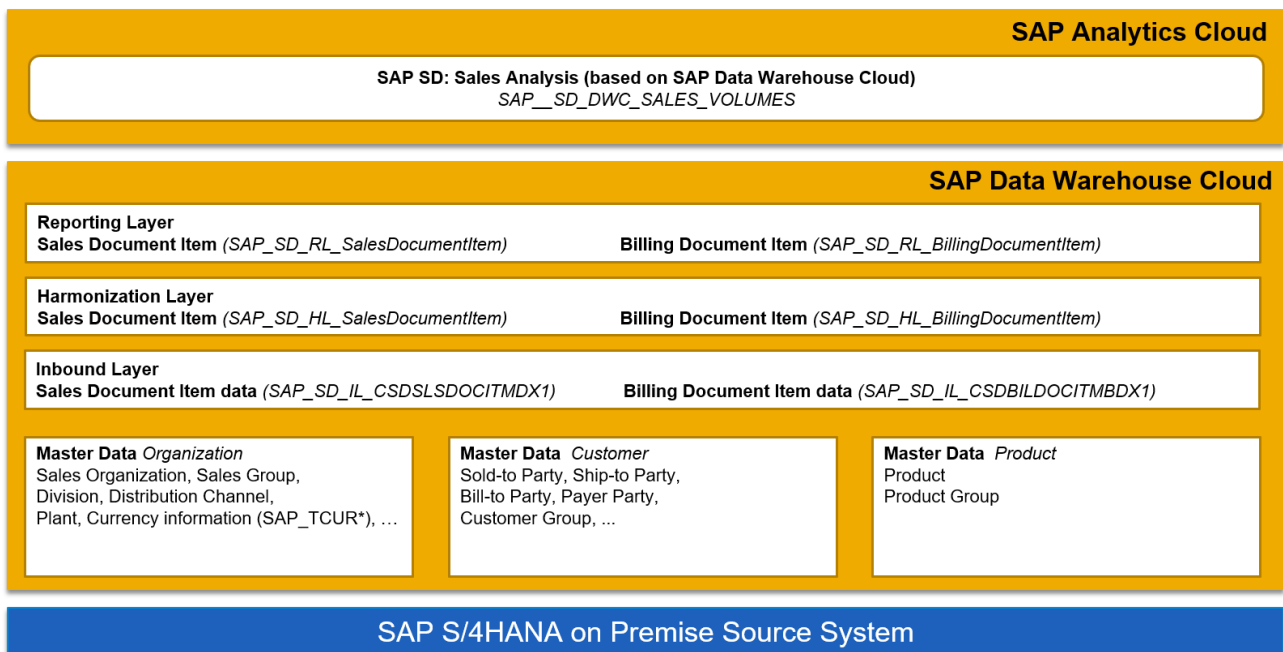 SAP Analytics Cloud
SAP SD: Sales Analysis (based on SAP Data Warehouse Cloud)
SAP__SD_DWC_SALES_VOLUMES
SAP Data Warehouse Cloud
Reporting Layer
Sales Document Item (SAP_SD_RL_SalesDocumentItem) Billing Document Item (SAP_SD_RL_BillingDocumentItem)
Harmonization Layer
Sales Document Item (SAP_SD_HL_SalesDocumentItem) Billing Document Item (SAP_SD_HL_BillingDocumentItem)
Inbound Layer
Sales Document Item data (SAP_SD_IL_CSDSLSDOCITMDX1) Billing Document Item data (SAP_SD_IL_CSDBILDOCITMBDX1)
Master Data Organization
Sales Organization, Sales Group,
Division, Distribution Channel,
Plant, Currency information (SAP_TCUR*), …
Master Data Customer
Sold-to Party, Ship-to Party,
Bill-to Party, Payer Party,
Customer Group, ...
Master Data Product
Product
Product Group
SAP S/4HANA on Premise Source System